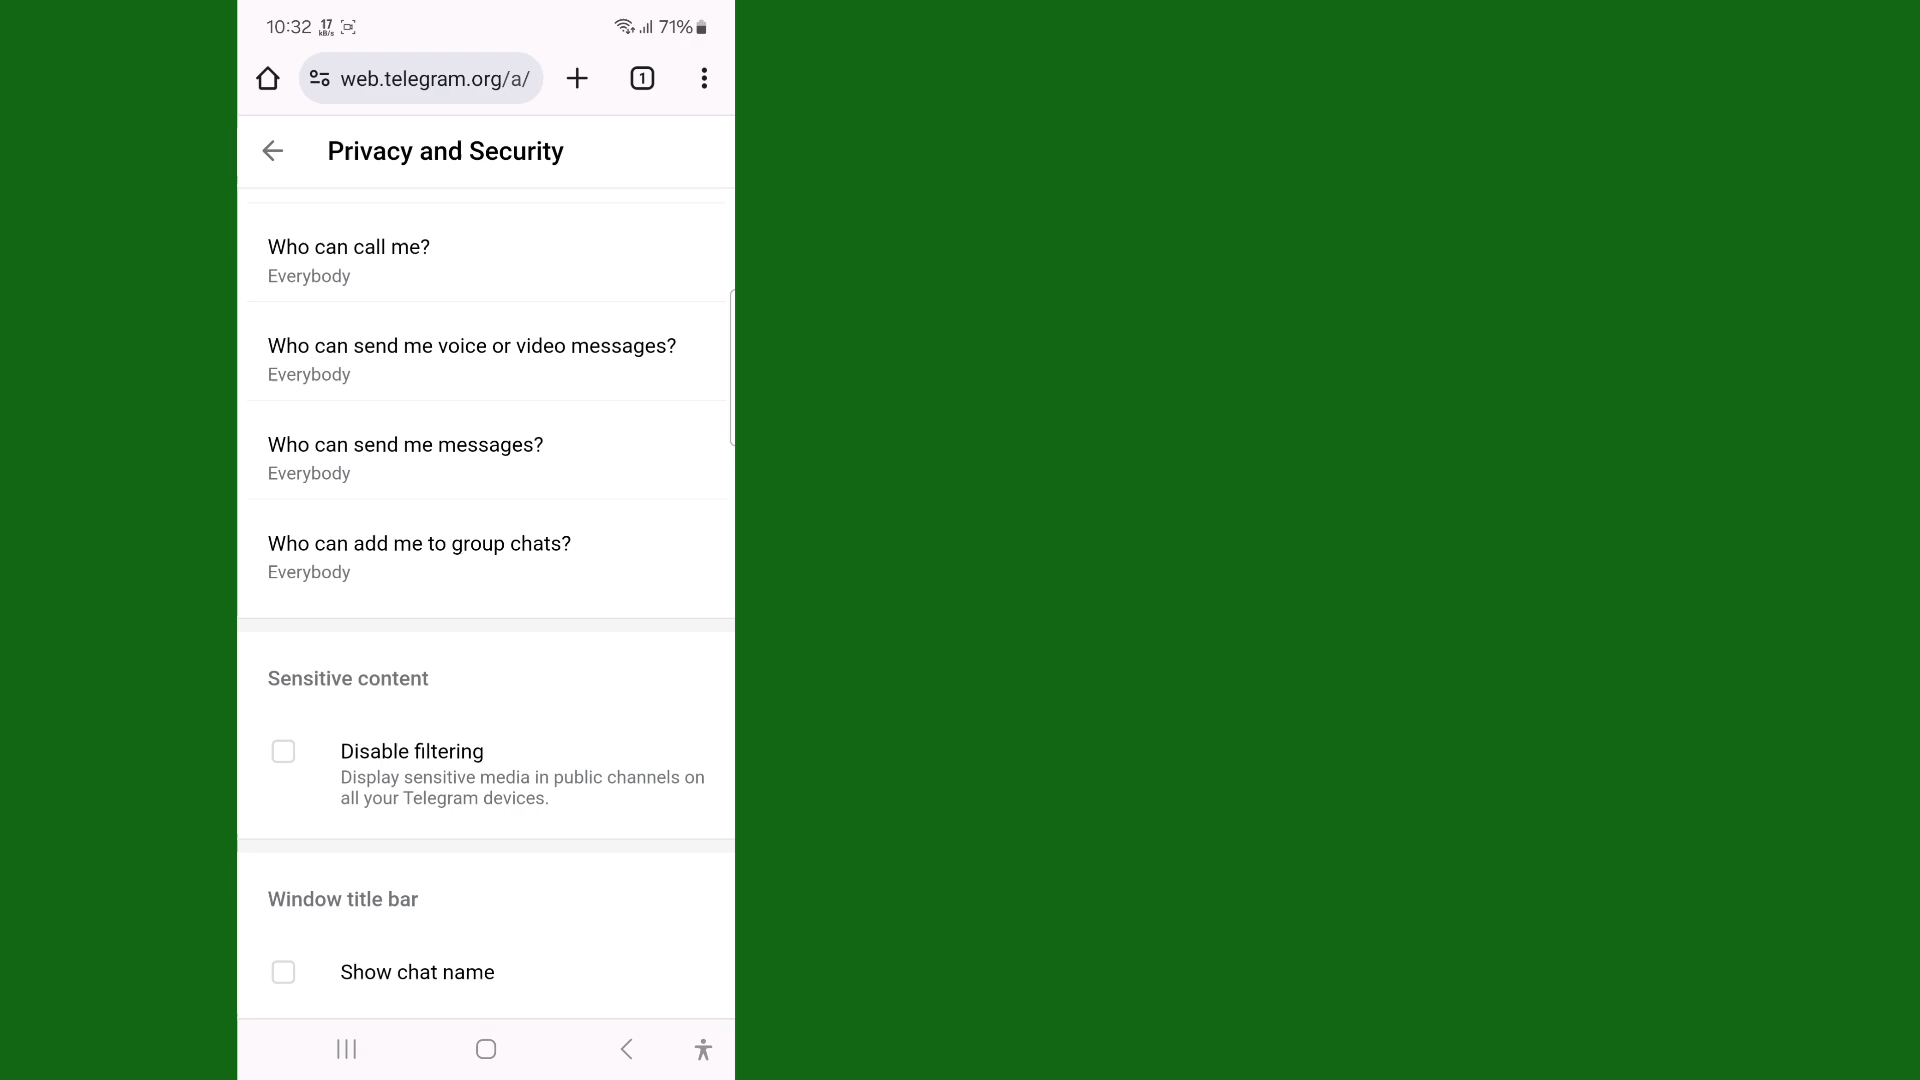 10:32 17 kB/s 71%
web.telegram.org/a/ 1
Privacy and Security
Who can call me?
Everybody
Who can send me voice or video messages?
Everybody
Who can send me messages?
Everybody
Who can add me to group chats?
Everybody
Sensitive content
Disable filtering
Display sensitive media in public channels on
all your Telegram devices.
Window title bar
Show chat name